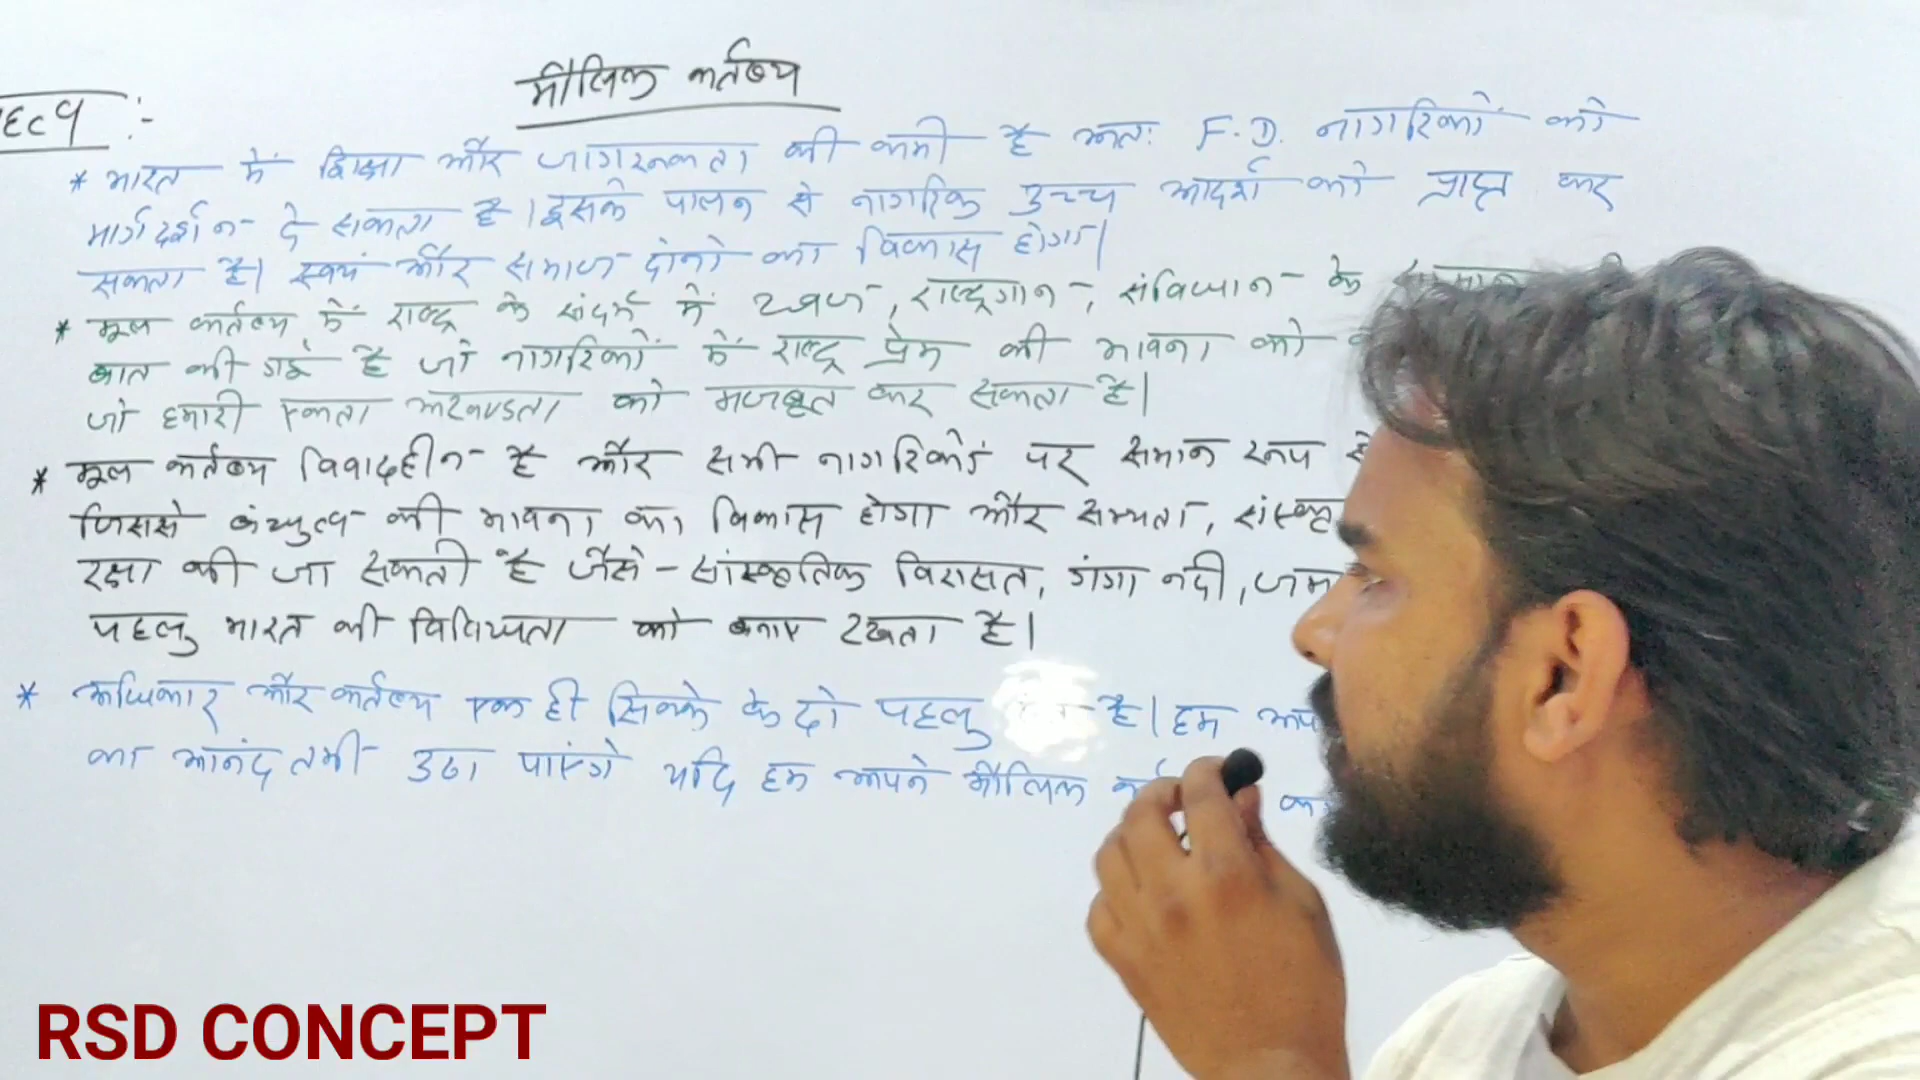 मौलिक कर्तव्य
महत्व :-
* भारत में शिक्षा और जागरूकता की कमी है अतः F.D. नागरिकों को
मार्गदर्शन दे सकता है। इसके पालन से नागरिक उच्च आदर्श को प्राप्त कर
सकता है। स्वयं और समाज दोनो का विकास होगा।
* मूल कर्तव्य में राष्ट्र के संदर्भ में ध्वज, राष्ट्रगान, संविधान के
बात की गई है जो नागरिकों में राष्ट्र प्रेम की भावना को
जो हमारी एकता अखण्डता को मजबूत कर सकता है।
* मूल कर्तव्य विवादहीन है और सभी नागरिकों पर समान रूप से
जिससे बंधुत्व की भावना का विकास होगा और सभ्यता,
रक्षा की जा सकती है जैसे - सांस्कृतिक विरासत, गंगा नदी,
पहलु भारत की विविधता को बनाए रखता है।
* अधिकार और कर्तव्य एक ही सिक्के के दो पहलु है। हम
का आनंद तभी उठा पाएंगे यदि हम अपने मौलिक
RSD CONCEPT